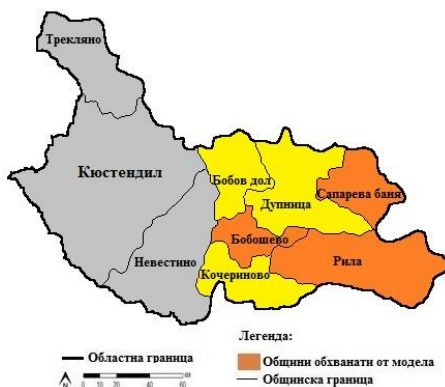 Трекляно
Кюстендил
Бобов дол
Сапарева баня
Дупница
Бобошево
Невестино
Рила
Кочериново
Легенда:
Областна граница
Общини обхванати от модела
Общинска граница
KM
0 10 20 40 60